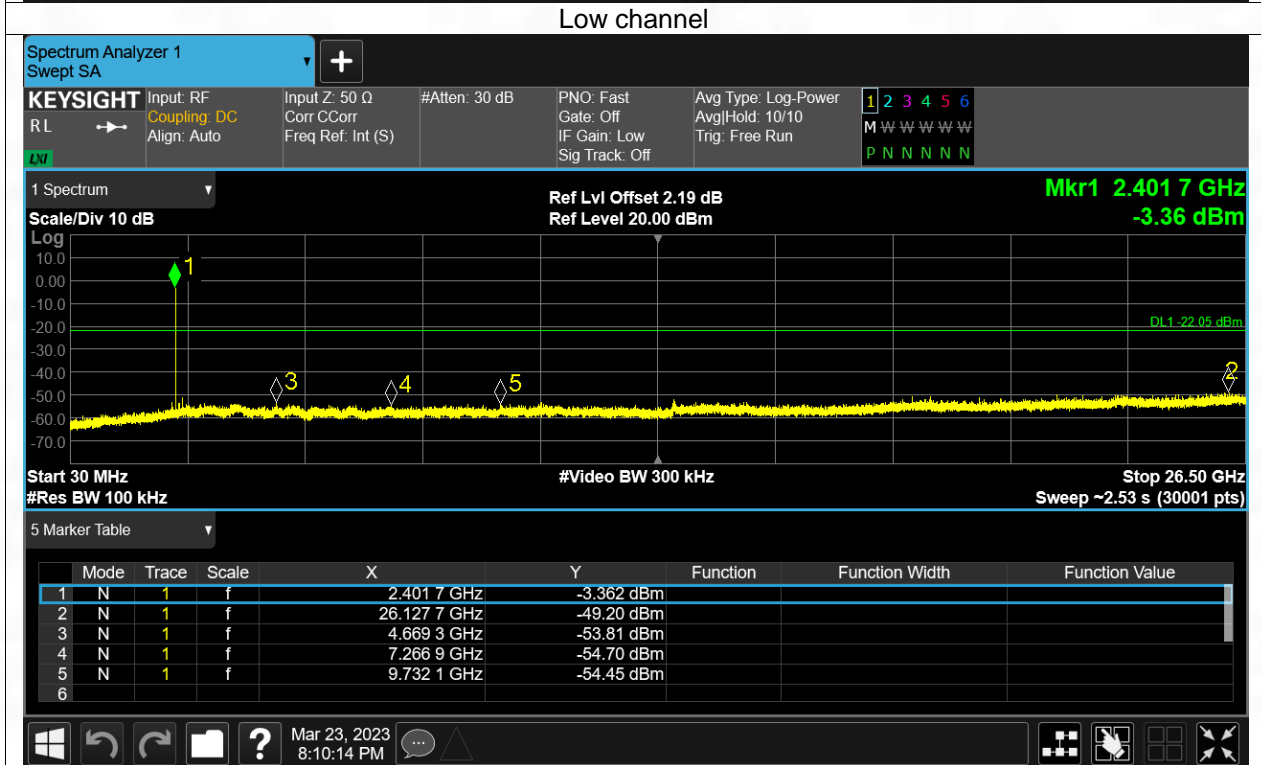 Low channel
Spectrum Analyzer 1
Swept SA
+
KEYSIGHT Input: RF Input Z: 50 Ω #Atten: 30 dB PNO: Fast Avg Type: Log-Power 1 2 3 4 5 6
RL Coupling: DC Corr CCorr Gate: Off Avg|Hold: 10/10 M W W W W W
Align: Auto Freq Ref: Int (S) IF Gain: Low Trig: Free Run
LXI Sig Track: Off P N N N N N
1 Spectrum Ref Lvl Offset 2.19 dB Mkr1 2.401 7 GHz
Scale/Div 10 dB Ref Level 20.00 dBm -3.36 dBm
Log
10.0
1
0.00
-10.0
-20.0 DL1 -22.05 dBm
-30.0
-40.0 2
3 4 5
-50.0
-60.0
-70.0
Start 30 MHz #Video BW 300 kHz Stop 26.50 GHz
#Res BW 100 kHz Sweep ~2.53 s (30001 pts)
5 Marker Table
Mode Trace Scale X Y Function Function Width Function Value
1 N 1 f 2.401 7 GHz -3.362 dBm
2 N 1 f 26.127 7 GHz -49.20 dBm
3 N 1 f 4.669 3 GHz -53.81 dBm
4 N 1 f 7.266 9 GHz -54.70 dBm
5 N 1 f 9.732 1 GHz -54.45 dBm
6
? Mar 23, 2023
8:10:14 PM